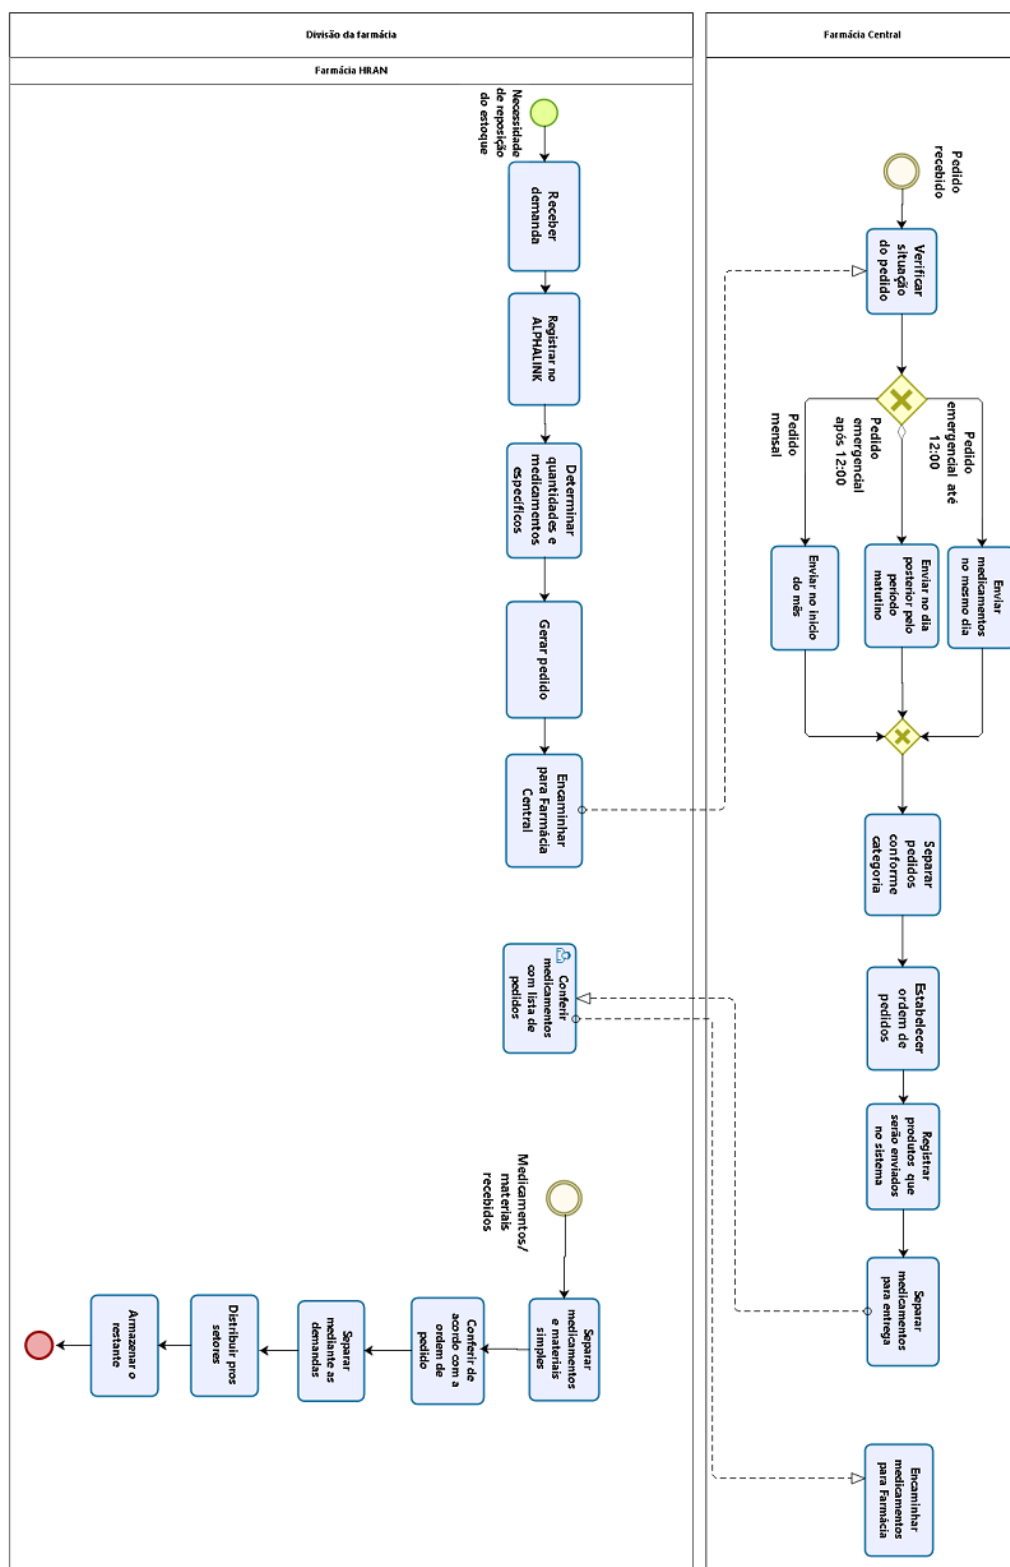 Divisão da farmácia
Farmácia HRAN
Necessidade
de reposição
do estoque
Receber
demanda
Registrar no
ALPHALINK
Determinar
quantidades e
medicamentos
específicos
Gerar pedido
Encaminhar
para Farmácia
Central
Conferir
medicamentos
com lista de
pedidos
Medicamentos/
materiais
recebidos
Separar
medicamentos
e materiais
simples
Conferir de
acordo com a
ordem de
pedido
Separar
mediante as
demandas
Distribuir pros
setores
Armazenar o
restante
Farmácia Central
Pedido
recebido
Verificar
situação
do pedido
Pedido
emergencial até
12:00
Pedido
emergencial
após 12:00
Pedido
mensal
Enviar
medicamentos
no mesmo dia
Enviar no dia
posterior pelo
período
matutino
Enviar no inicio
do mês
Separar
pedidos
conforme
categoria
Estabelecer
ordem de
pedidos
Registrar
produtos que
serão enviados
no sistema
Separar
medicamentos
para entrega
Encaminhar
medicamentos
para Farmácia